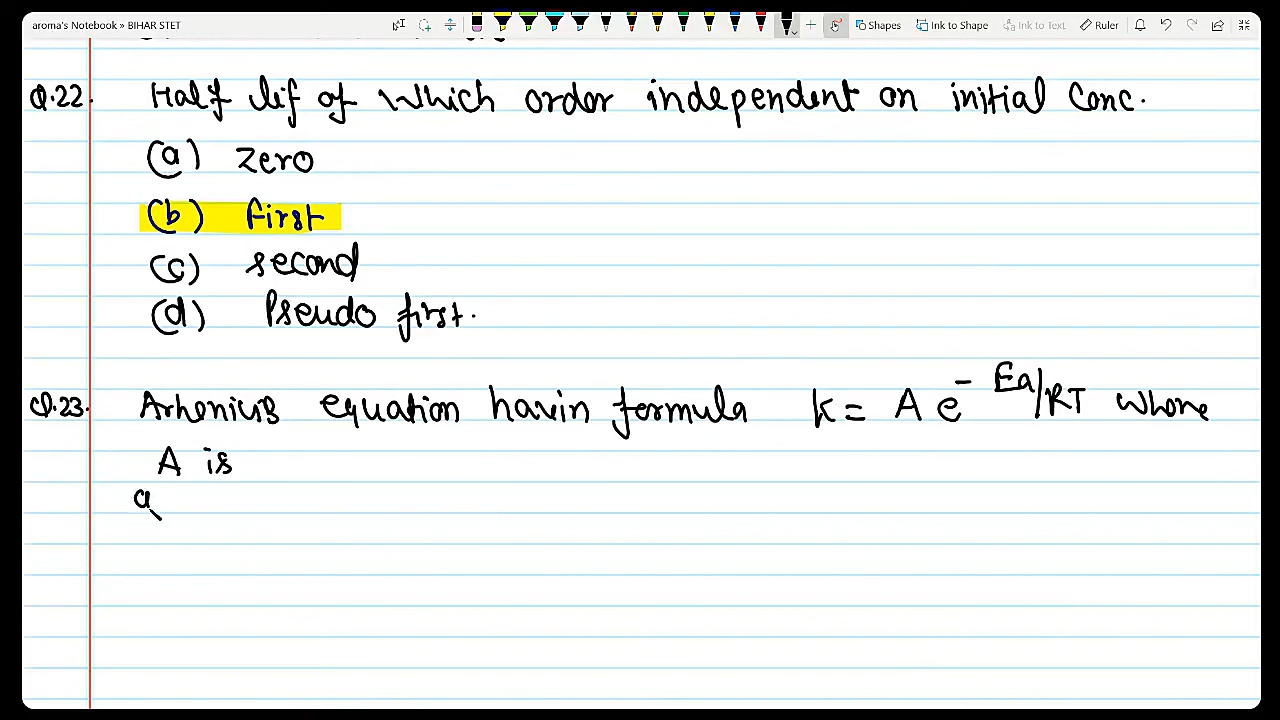 aroma's Notebook » BIHAR STET
Shapes
Ink to Shape
Ink to Text
Ruler
Q.22. Half lif of which order independent on initial Conc.
(a) zero
(b) first
(c) second
(d) Pseudo first.
Q.23. Arhenius equation havin formula k = A e^-Ea/RT whore
A is
a